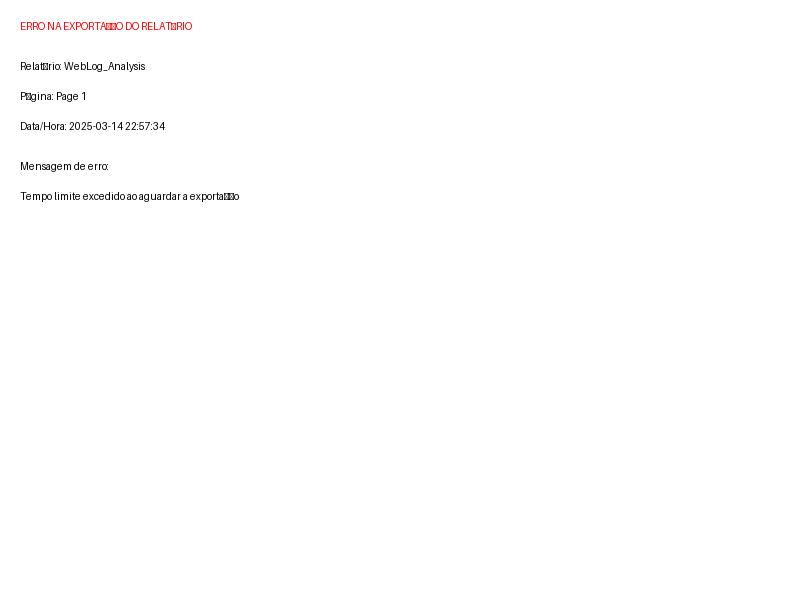 ERRO NA EXPORTA▯▯O DO RELAT▯RIO
Relat▯rio: WebLog_Analysis
P▯gina: Page 1
Data/Hora: 2025-03-14 22:57:34
Mensagem de erro:
Tempo limite excedido ao aguardar a exporta▯▯o